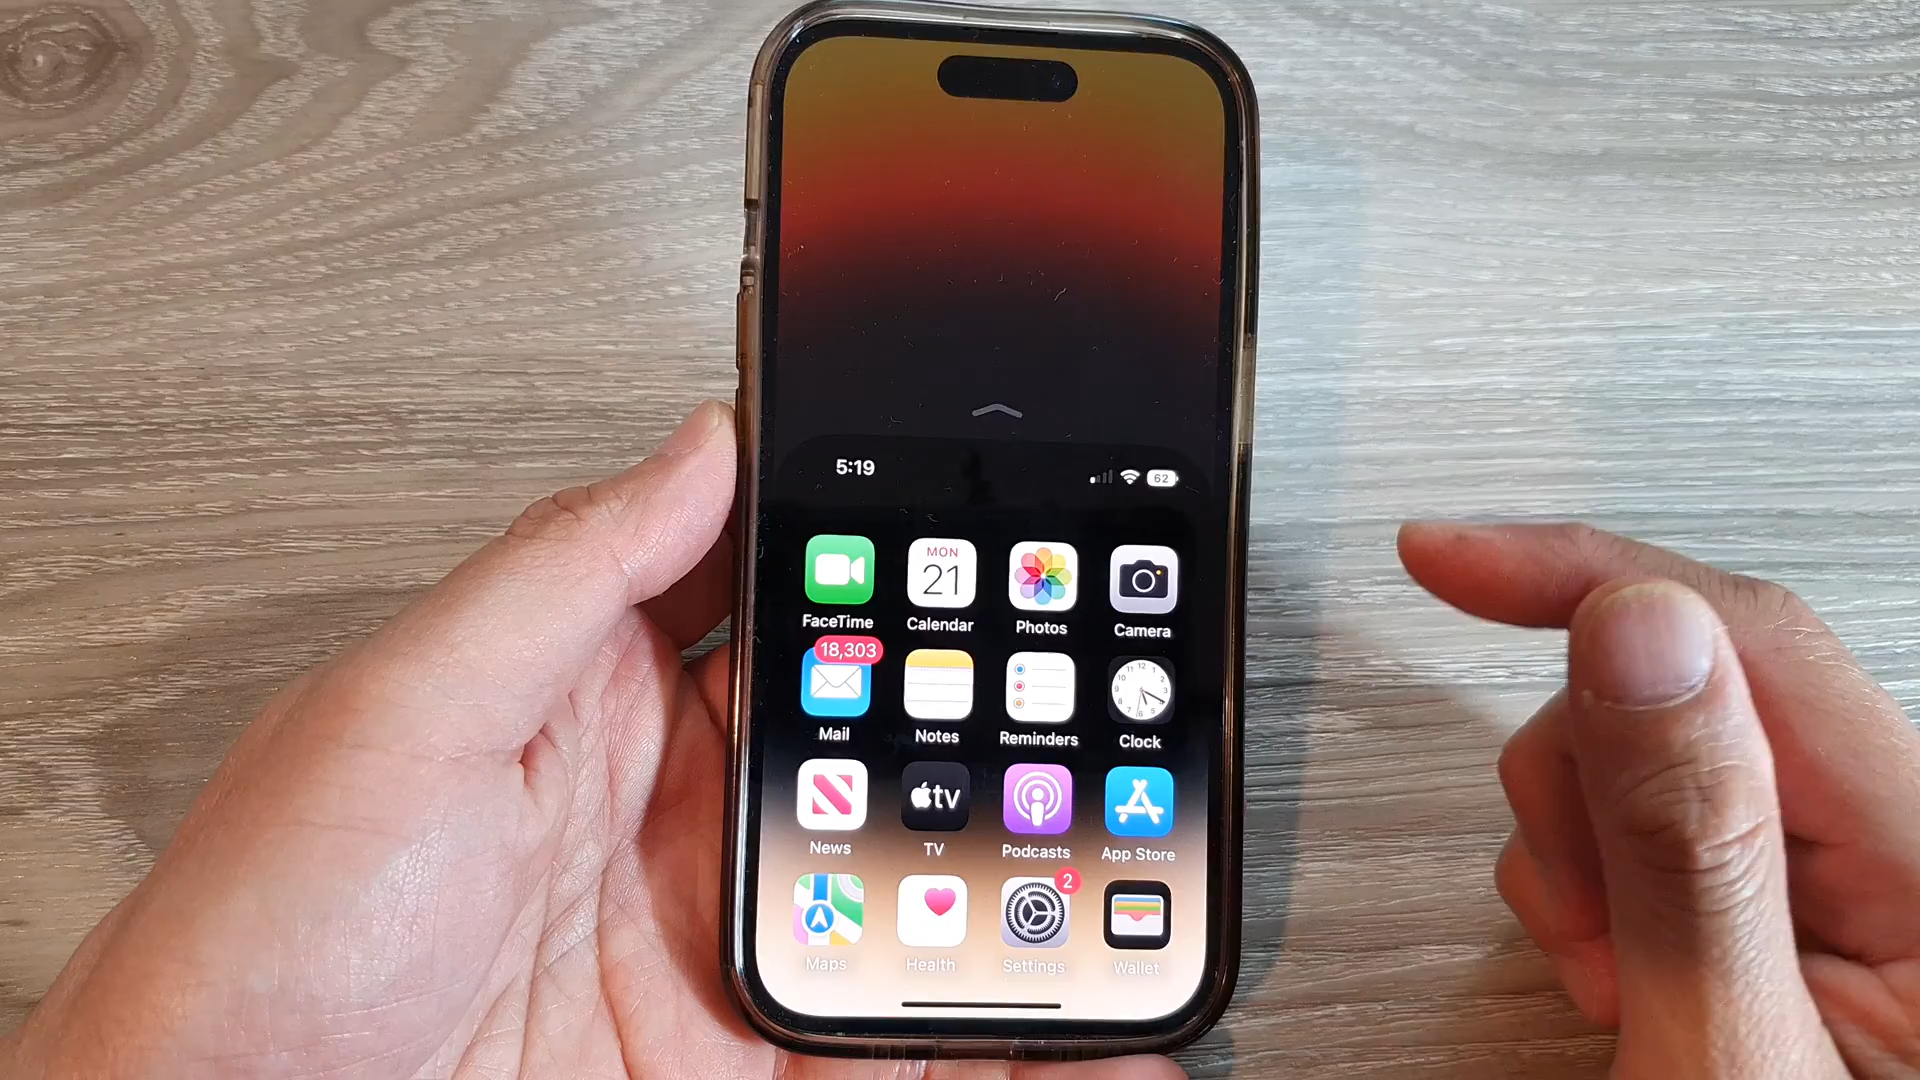 5:19
62
MON
21
FaceTime
Calendar
Photos
Camera
18,303
Mail
Notes
Reminders
Clock
tv
News
TV
Podcasts
App Store
2
Maps
Health
Settings
Wallet